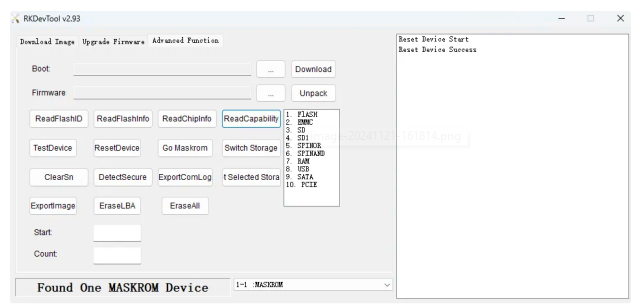 RKDevTool v2.93
Download Image Upgrade Firmware Advanced Function
Boot:
...
Download
Firmware
...
Unpack
ReadFlashID
ReadFlashInfo
ReadChipInfo
ReadCapability
TestDevice
ResetDevice
Go Maskrom
Switch Storage
ClearSn
DetectSecure
ExportComLog
t Selected Stora
ExportImage
EraseLBA
EraseAll
1. FlASH
2. EMMC
3. SD
4. SD1
5. SPINOR
6. SPINAND
7. RAM
8. USB
9. SATA
10. PCIE
Start:
Count:
Found One MASKROM Device
1-1 :MASKROM
Reset Device Start
Reset Device Success